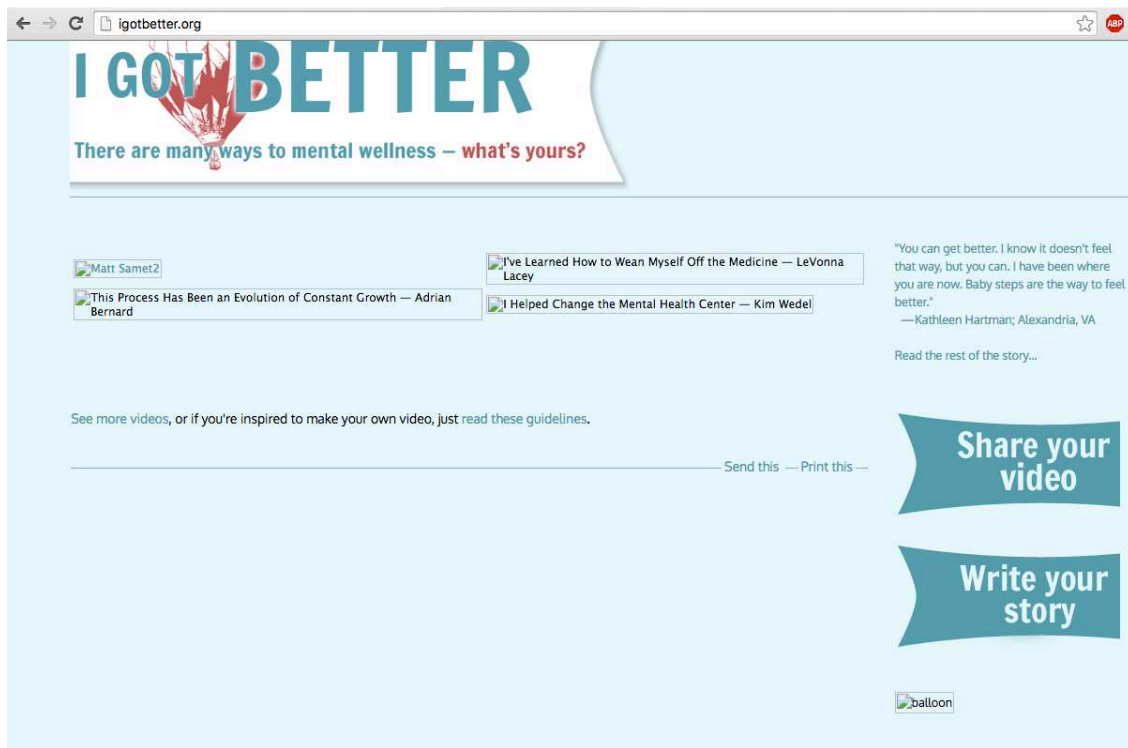 igotbetter.org
ABP
I GOT BETTER
There are many ways to mental wellness — what's yours?
Matt Samet2
I've Learned How to Wean Myself Off the Medicine — LeVonna
Lacey
This Process Has Been an Evolution of Constant Growth — Adrian
Bernard
I Helped Change the Mental Health Center — Kim Wedel
See more videos, or if you're inspired to make your own video, just read these guidelines.
Send this — Print this —
"You can get better. I know it doesn't feel
that way, but you can. I have been where
you are now. Baby steps are the way to feel
better."
—Kathleen Hartman; Alexandria, VA
Read the rest of the story...
Share your
video
Write your
story
balloon